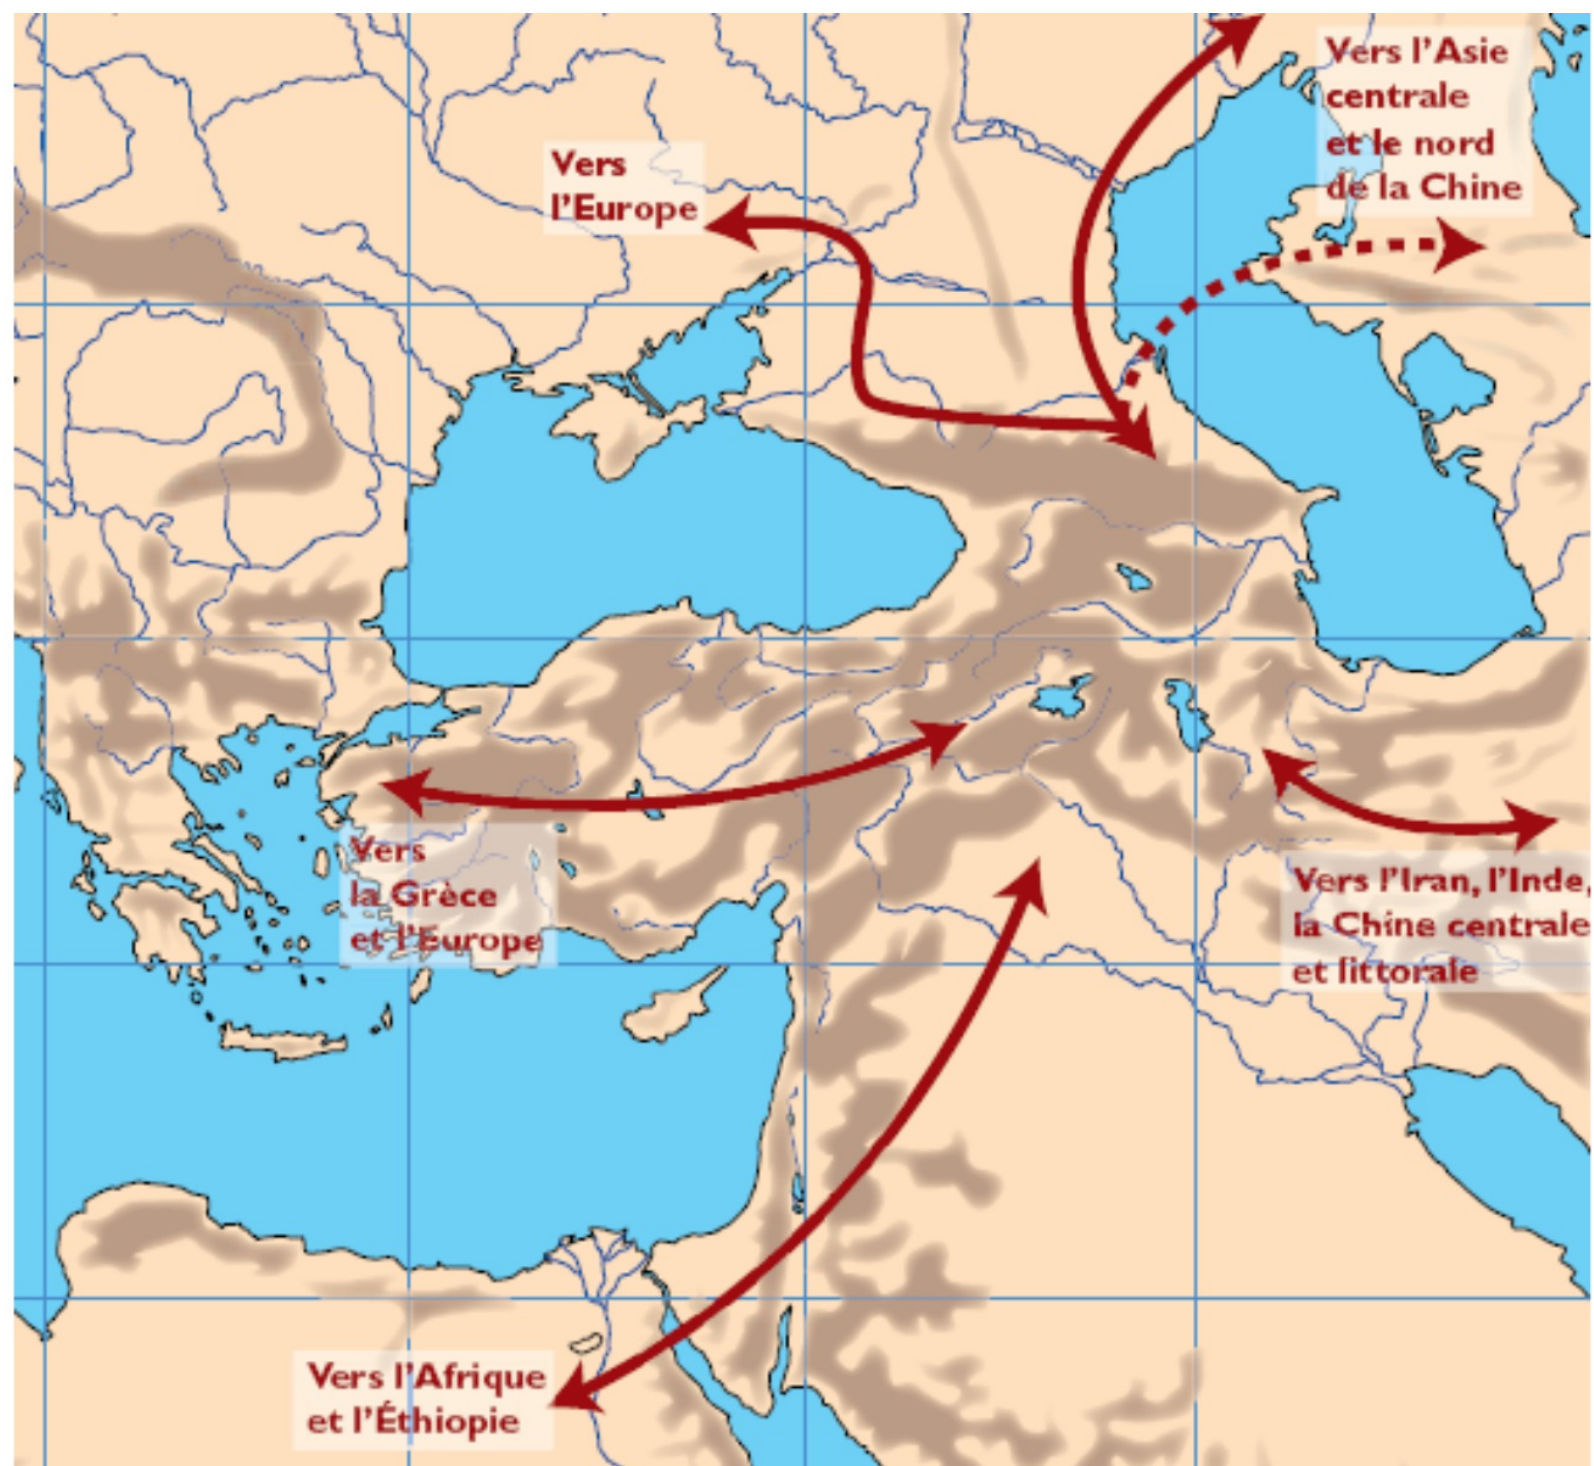 Vers l'Asie
centrale
et le nord
de la Chine
Vers
l'Europe
Vers
la Grèce
et l'Europe
Vers l'Iran, l'Inde,
la Chine centrale
et littorale
Vers l'Afrique
et l'Éthiopie